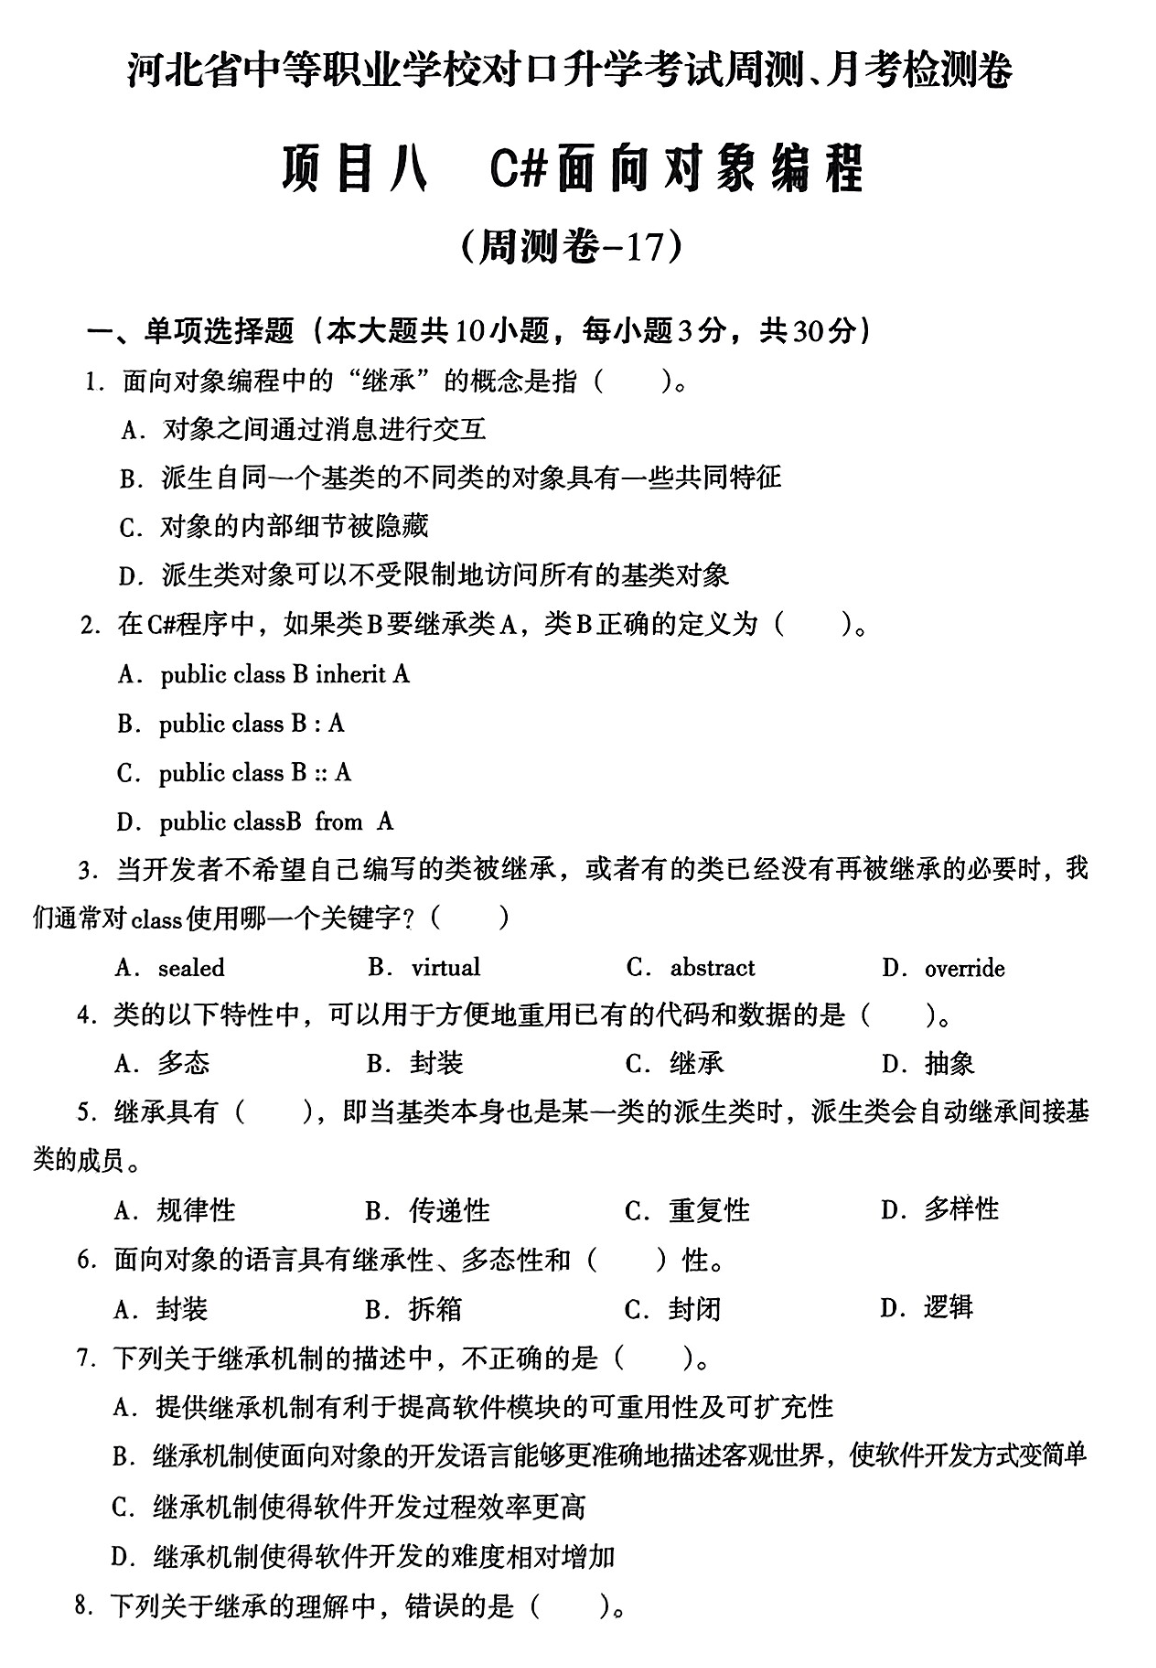 河北省中等职业学校对口升学考试周测、月考检测卷
项目八 C#面向对象编程
（周测卷-17）
一、单项选择题（本大题共10小题，每小题3分，共30分）
1. 面向对象编程中的“继承”的概念是指（ ）。
A. 对象之间通过消息进行交互
B. 派生自同一个基类的不同类的对象具有一些共同特征
C. 对象的内部细节被隐藏
D. 派生类对象可以不受限制地访问所有的基类对象
2. 在C#程序中，如果类B要继承类A，类B正确的定义为（ ）。
A. public class B inherit A
B. public class B : A
C. public class B :: A
D. public classB from A
3. 当开发者不希望自己编写的类被继承，或者有的类已经没有再被继承的必要时，我
们通常对class使用哪一个关键字？（ ）
A. sealed B. virtual C. abstract D. override
4. 类的以下特性中，可以用于方便地重用已有的代码和数据的是（ ）。
A. 多态 B. 封装 C. 继承 D. 抽象
5. 继承具有（ ），即当基类本身也是某一类的派生类时，派生类会自动继承间接基
类的成员。
A. 规律性 B. 传递性 C. 重复性 D. 多样性
6. 面向对象的语言具有继承性、多态性和（ ）性。
A. 封装 B. 拆箱 C. 封闭 D. 逻辑
7. 下列关于继承机制的描述中，不正确的是（ ）。
A. 提供继承机制有利于提高软件模块的可重用性及可扩充性
B. 继承机制使面向对象的开发语言能够更准确地描述客观世界，使软件开发方式变简单
C. 继承机制使得软件开发过程效率更高
D. 继承机制使得软件开发的难度相对增加
8. 下列关于继承的理解中，错误的是（ ）。